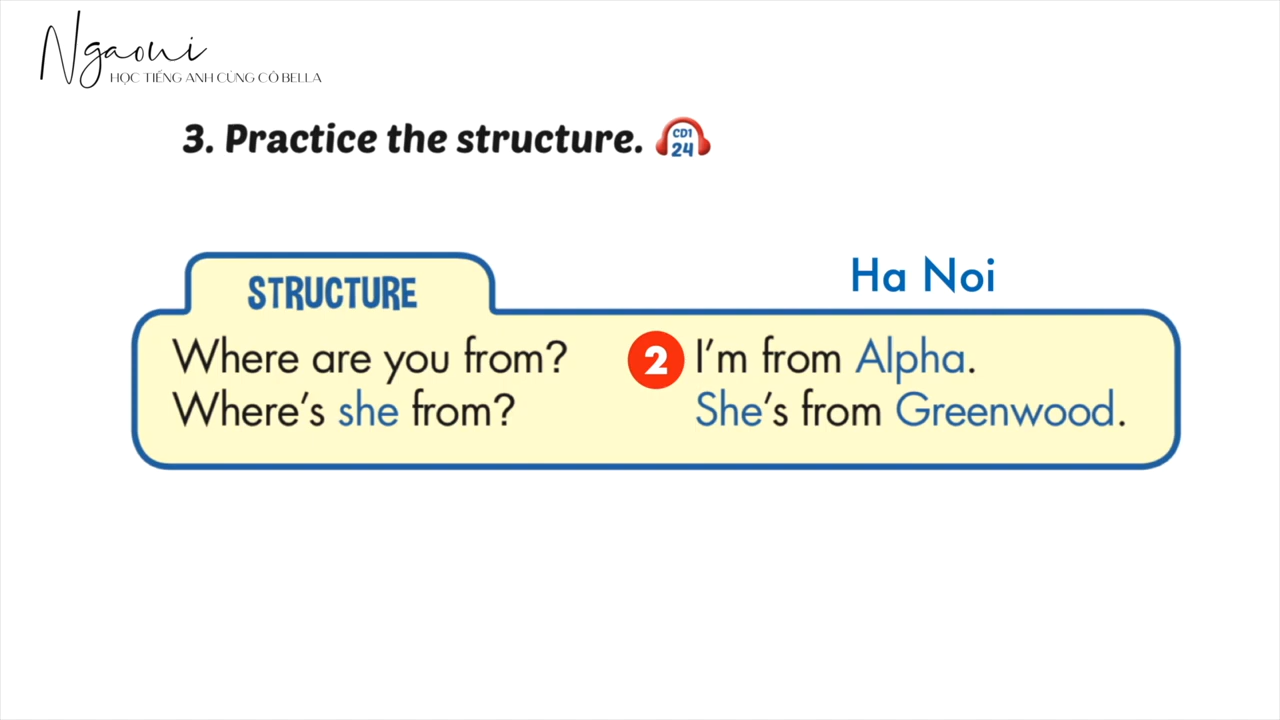 Ngaoni
HỌC TIẾNG ANH CÙNG CÔ BELLA
3. Practice the structure.
CD1
24
Ha Noi
STRUCTURE
Where are you from? 2 I'm from Alpha.
Where's she from? She's from Greenwood.